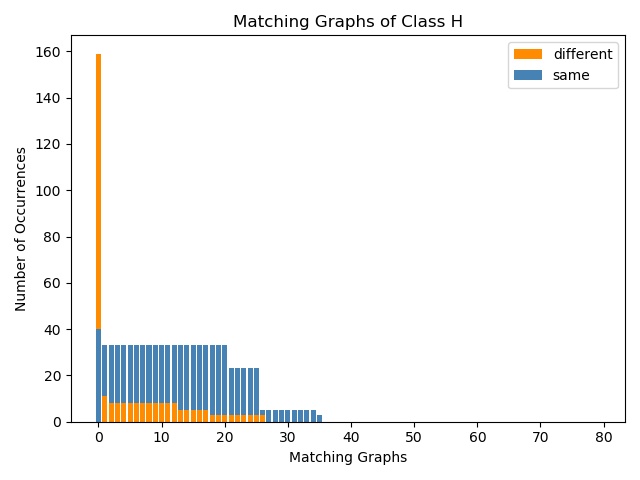 Matching Graphs of Class H
different
same
Number of Occurrences
160
140
120
100
80
60
40
20
0
0 10 20 30 40 50 60 70 80
Matching Graphs